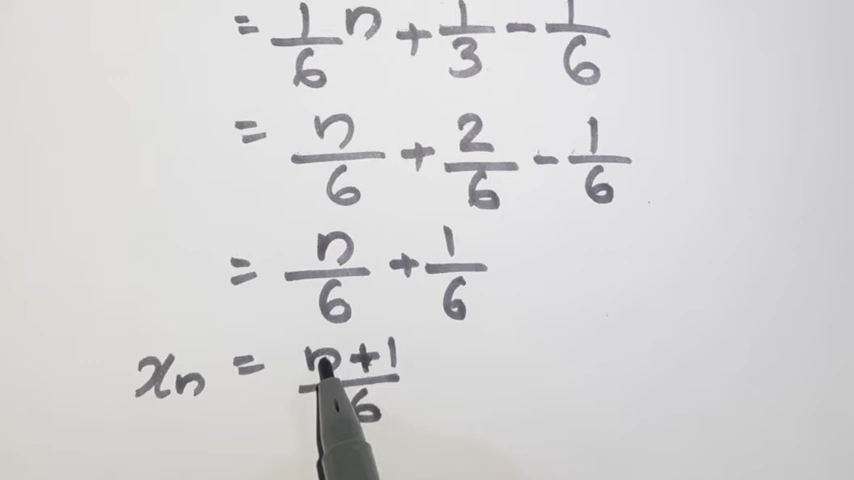 = 1/6 n + 1/3 - 1/6
= n/6 + 2/6 - 1/6
= n/6 + 1/6
xn = n+1/6